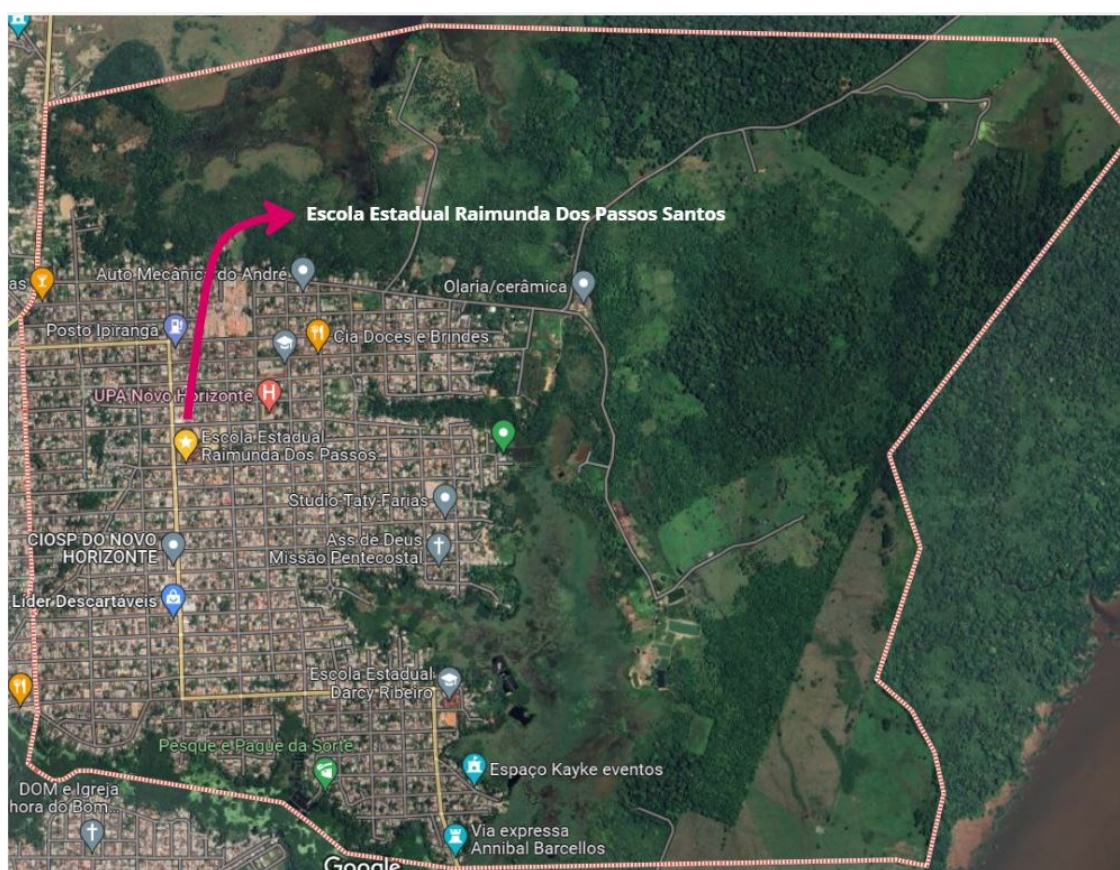 Escola Estadual Raimunda Dos Passos Santos
as
Auto Mecânica do André
Olaria/cerâmica
Posto Ipiranga
Cia Doces e Brindes
UPA Novo Horizonte
H
Escola Estadual
Raimunda Dos Passos...
Studio Taty Farias
CIOSP DO NOVO
HORIZONTE
Ass de Deus
Missão Pentecostal
Líder Descartáveis
Escola Estadual
Darcy Ribeiro
Pesque e Pague da Sorte
Espaço Kayke eventos
DOM e Igreja
hora do Bom...
Via expressa
Annibal Barcellos
Google